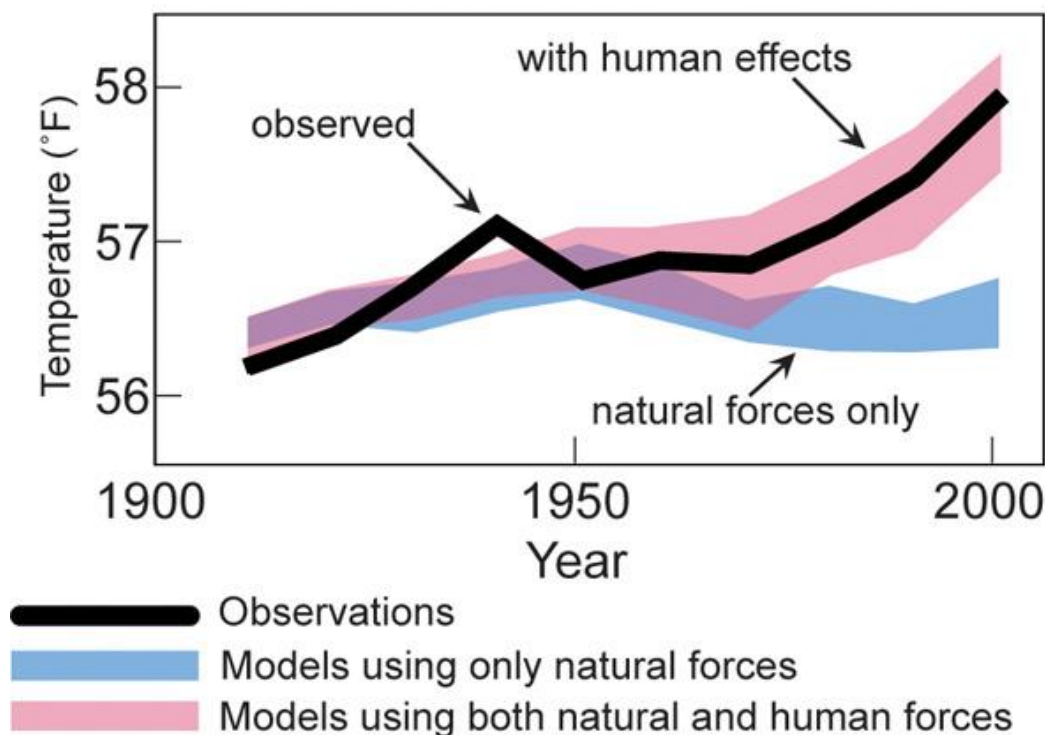 with human effects
58
observed
57
Temperature (˚F)
56
natural forces only
1900
1950
2000
Year
Observations
Models using only natural forces
Models using both natural and human forces